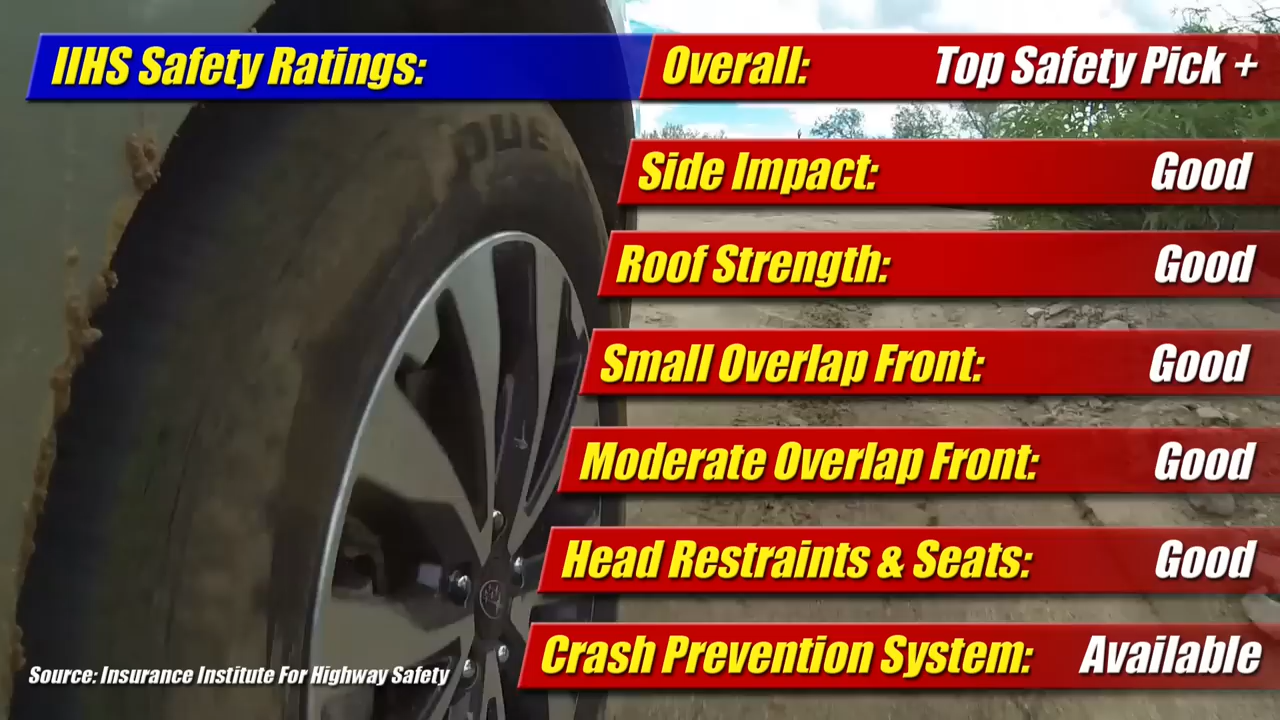 IIHS Safety Ratings:
Overall: Top Safety Pick +
Side Impact: Good
Roof Strength: Good
Small Overlap Front: Good
Moderate Overlap Front: Good
Head Restraints & Seats: Good
Crash Prevention System: Available
Source: Insurance Institute For Highway Safety